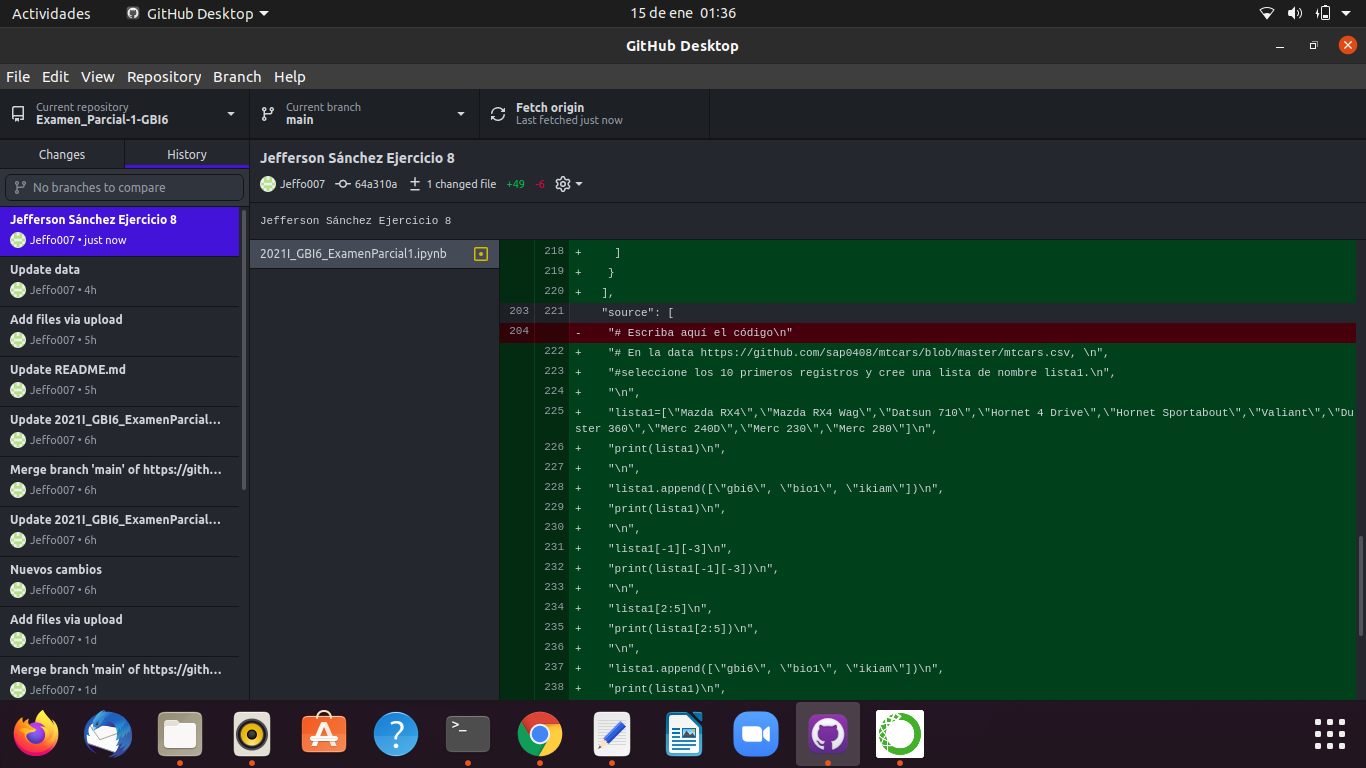 Actividades GitHub Desktop 15 de ene 01:36
GitHub Desktop
File Edit View Repository Branch Help
Current repository
Examen_Parcial-1-GBI6
Current branch
main
Fetch origin
Last fetched just now
Changes History
No branches to compare
Jefferson Sánchez Ejercicio 8
Jeffo007 • just now
Update data
Jeffo007 • 4h
Add files via upload
Jeffo007 • 5h
Update README.md
Jeffo007 • 5h
Update 2021I_GBI6_ExamenParcial...
Jeffo007 • 6h
Merge branch 'main' of https://gith...
Jeffo007 • 6h
Update 2021I_GBI6_ExamenParcial...
Jeffo007 • 6h
Nuevos cambios
Jeffo007 • 6h
Add files via upload
Jeffo007 • 1d
Merge branch 'main' of https://gith...
Jeffo007 • 1d
Jefferson Sánchez Ejercicio 8
Jeffo007 64a310a 1 changed file +49 -6
Jefferson Sánchez Ejercicio 8
2021I_GBI6_ExamenParcial1.ipynb
218 + ]
219 + }
220 + ],
203 221 "source": [
204 - "# Escriba aquí el código\n"
222 + "# En la data https://github.com/sap0408/mtcars/blob/master/mtcars.csv, \n",
223 + "#seleccione los 10 primeros registros y cree una lista de nombre lista1.\n",
224 + "\n",
225 + "lista1=[\"Mazda RX4\",\"Mazda RX4 Wag\",\"Datsun 710\",\"Hornet 4 Drive\",\"Hornet Sportabout\",\"Valiant\",\"Du
ster 360\",\"Merc 240D\",\"Merc 230\",\"Merc 280\"]\n",
226 + "print(lista1)\n",
227 + "\n",
228 + "lista1.append([\"gbi6\", \"bio1\", \"ikiam\"])\n",
229 + "print(lista1)\n",
230 + "\n",
231 + "lista1[-1][-3]\n",
232 + "print(lista1[-1][-3])\n",
233 + "\n",
234 + "lista1[2:5]\n",
235 + "print(lista1[2:5])\n",
236 + "\n",
237 + "lista1.append([\"gbi6\", \"bio1\", \"ikiam\"])\n",
238 + "print(lista1)\n",